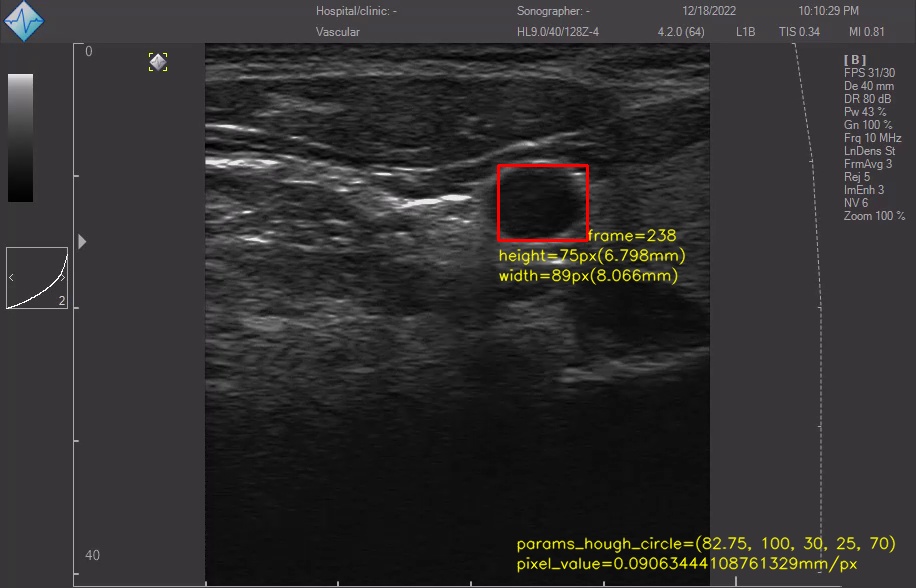 Hospital/clinic: - Sonographer: - 12/18/2022 10:10:29 PM
Vascular HL9.0/40/128Z-4 4.2.0 (64) L1B TIS 0.34 MI 0.81
0
[ B ]
FPS 31/30
De 40 mm
DR 80 dB
Pw 43 %
Gn 100 %
Frq 10 MHz
LnDens St
FrmAvg 3
Rej 5
ImEnh 3
NV 6
Zoom 100 %
frame=238
height=75px(6.798mm)
width=89px(8.066mm)
2
params_hough_circle=(82.75, 100, 30, 25, 70)
40
pixel_value=0.09063444108761329mm/px